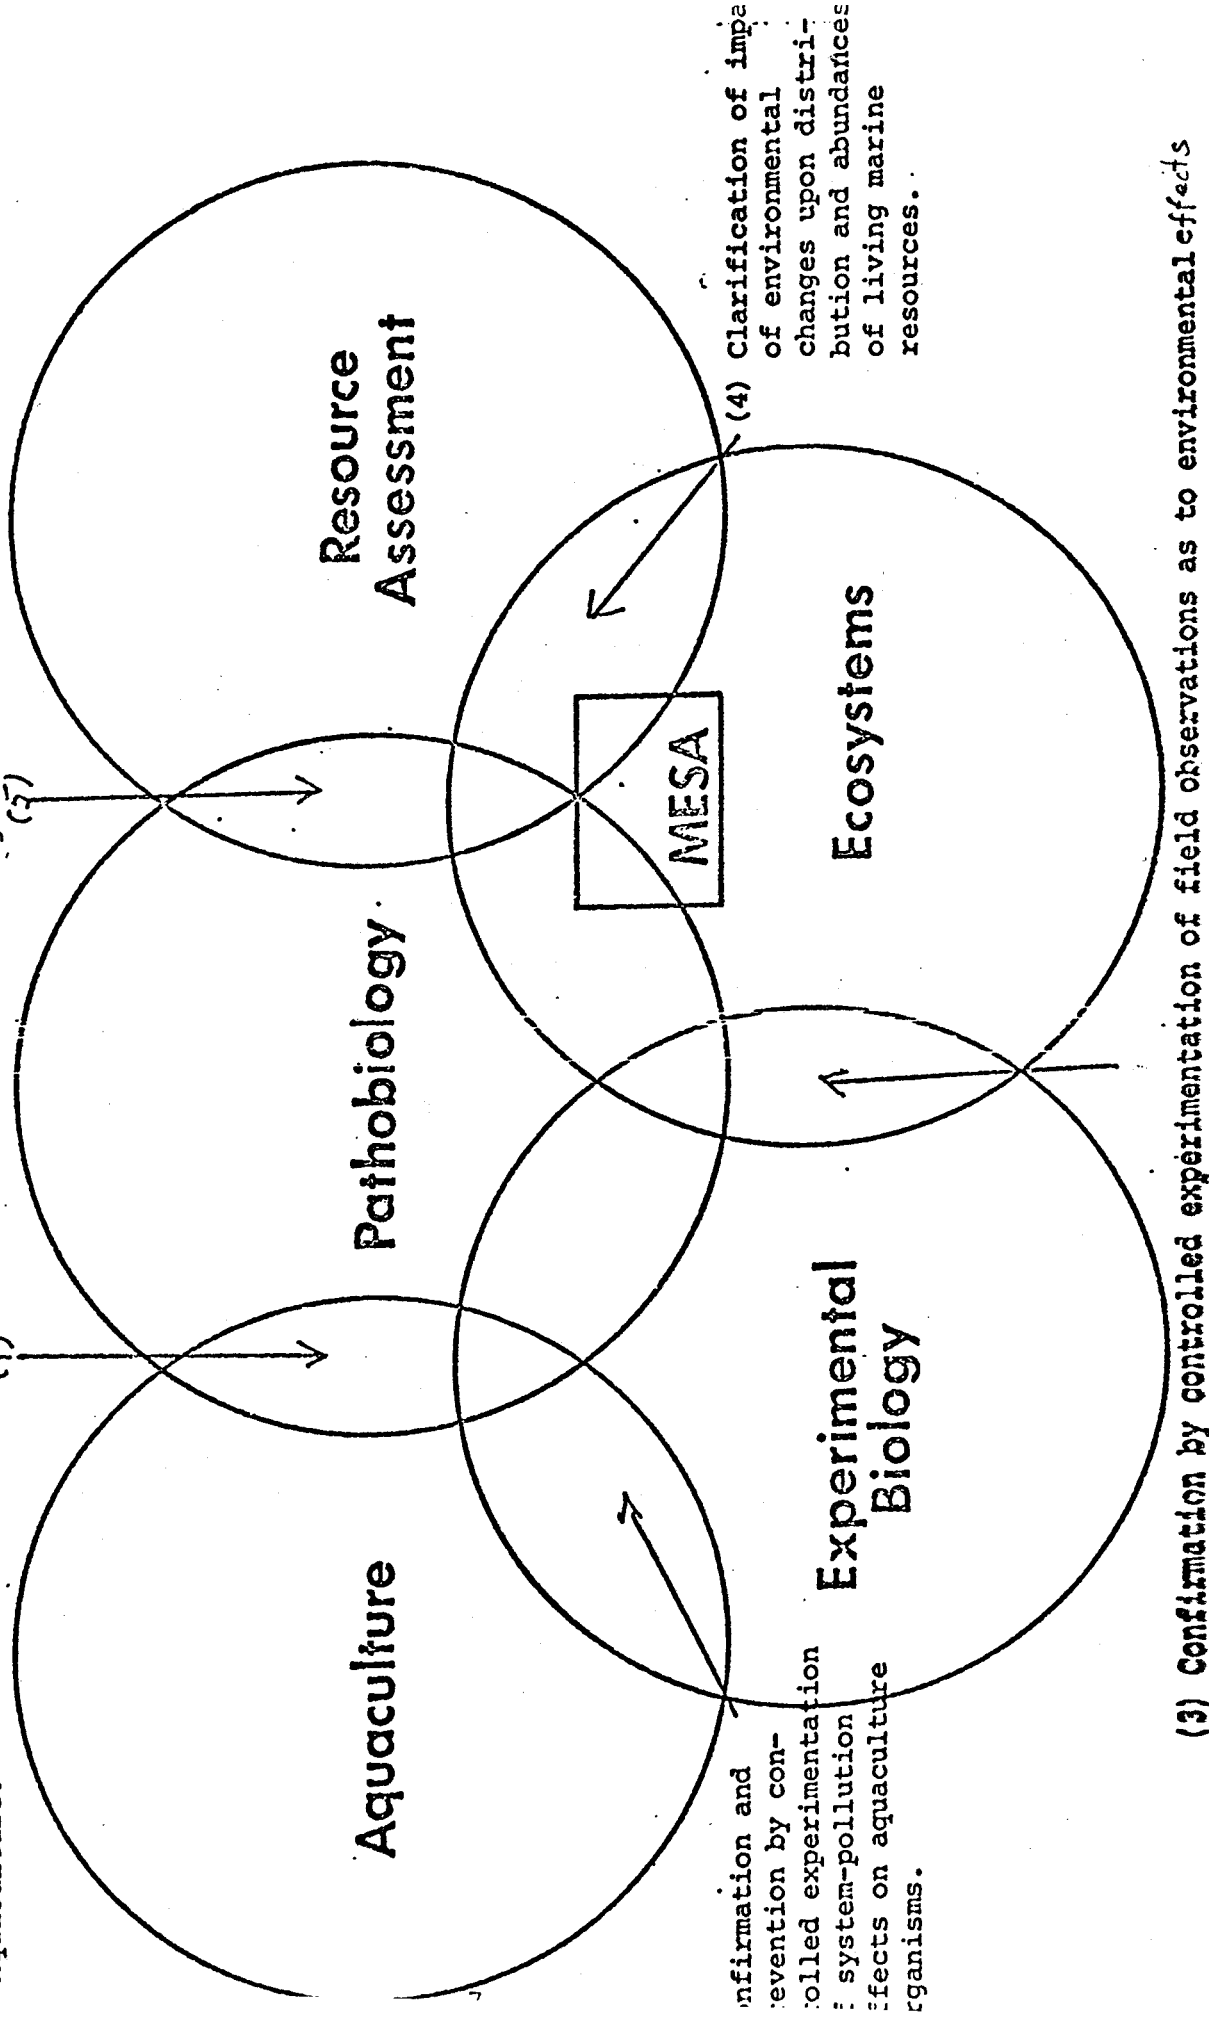 (5)
Resource
Assessment
Pathobiology
Aquaculture
MESA
Ecosystems
Experimental
Biology
(4) Clarification of impa
of environmental
changes upon distri-
bution and abundances
of living marine
resources.
nfirmation and
evention by con-
olled experimentation
system-pollution
ffects on aquaculture
rganisms.
(3) Confirmation by controlled experimentation of field observations as to environmental effects